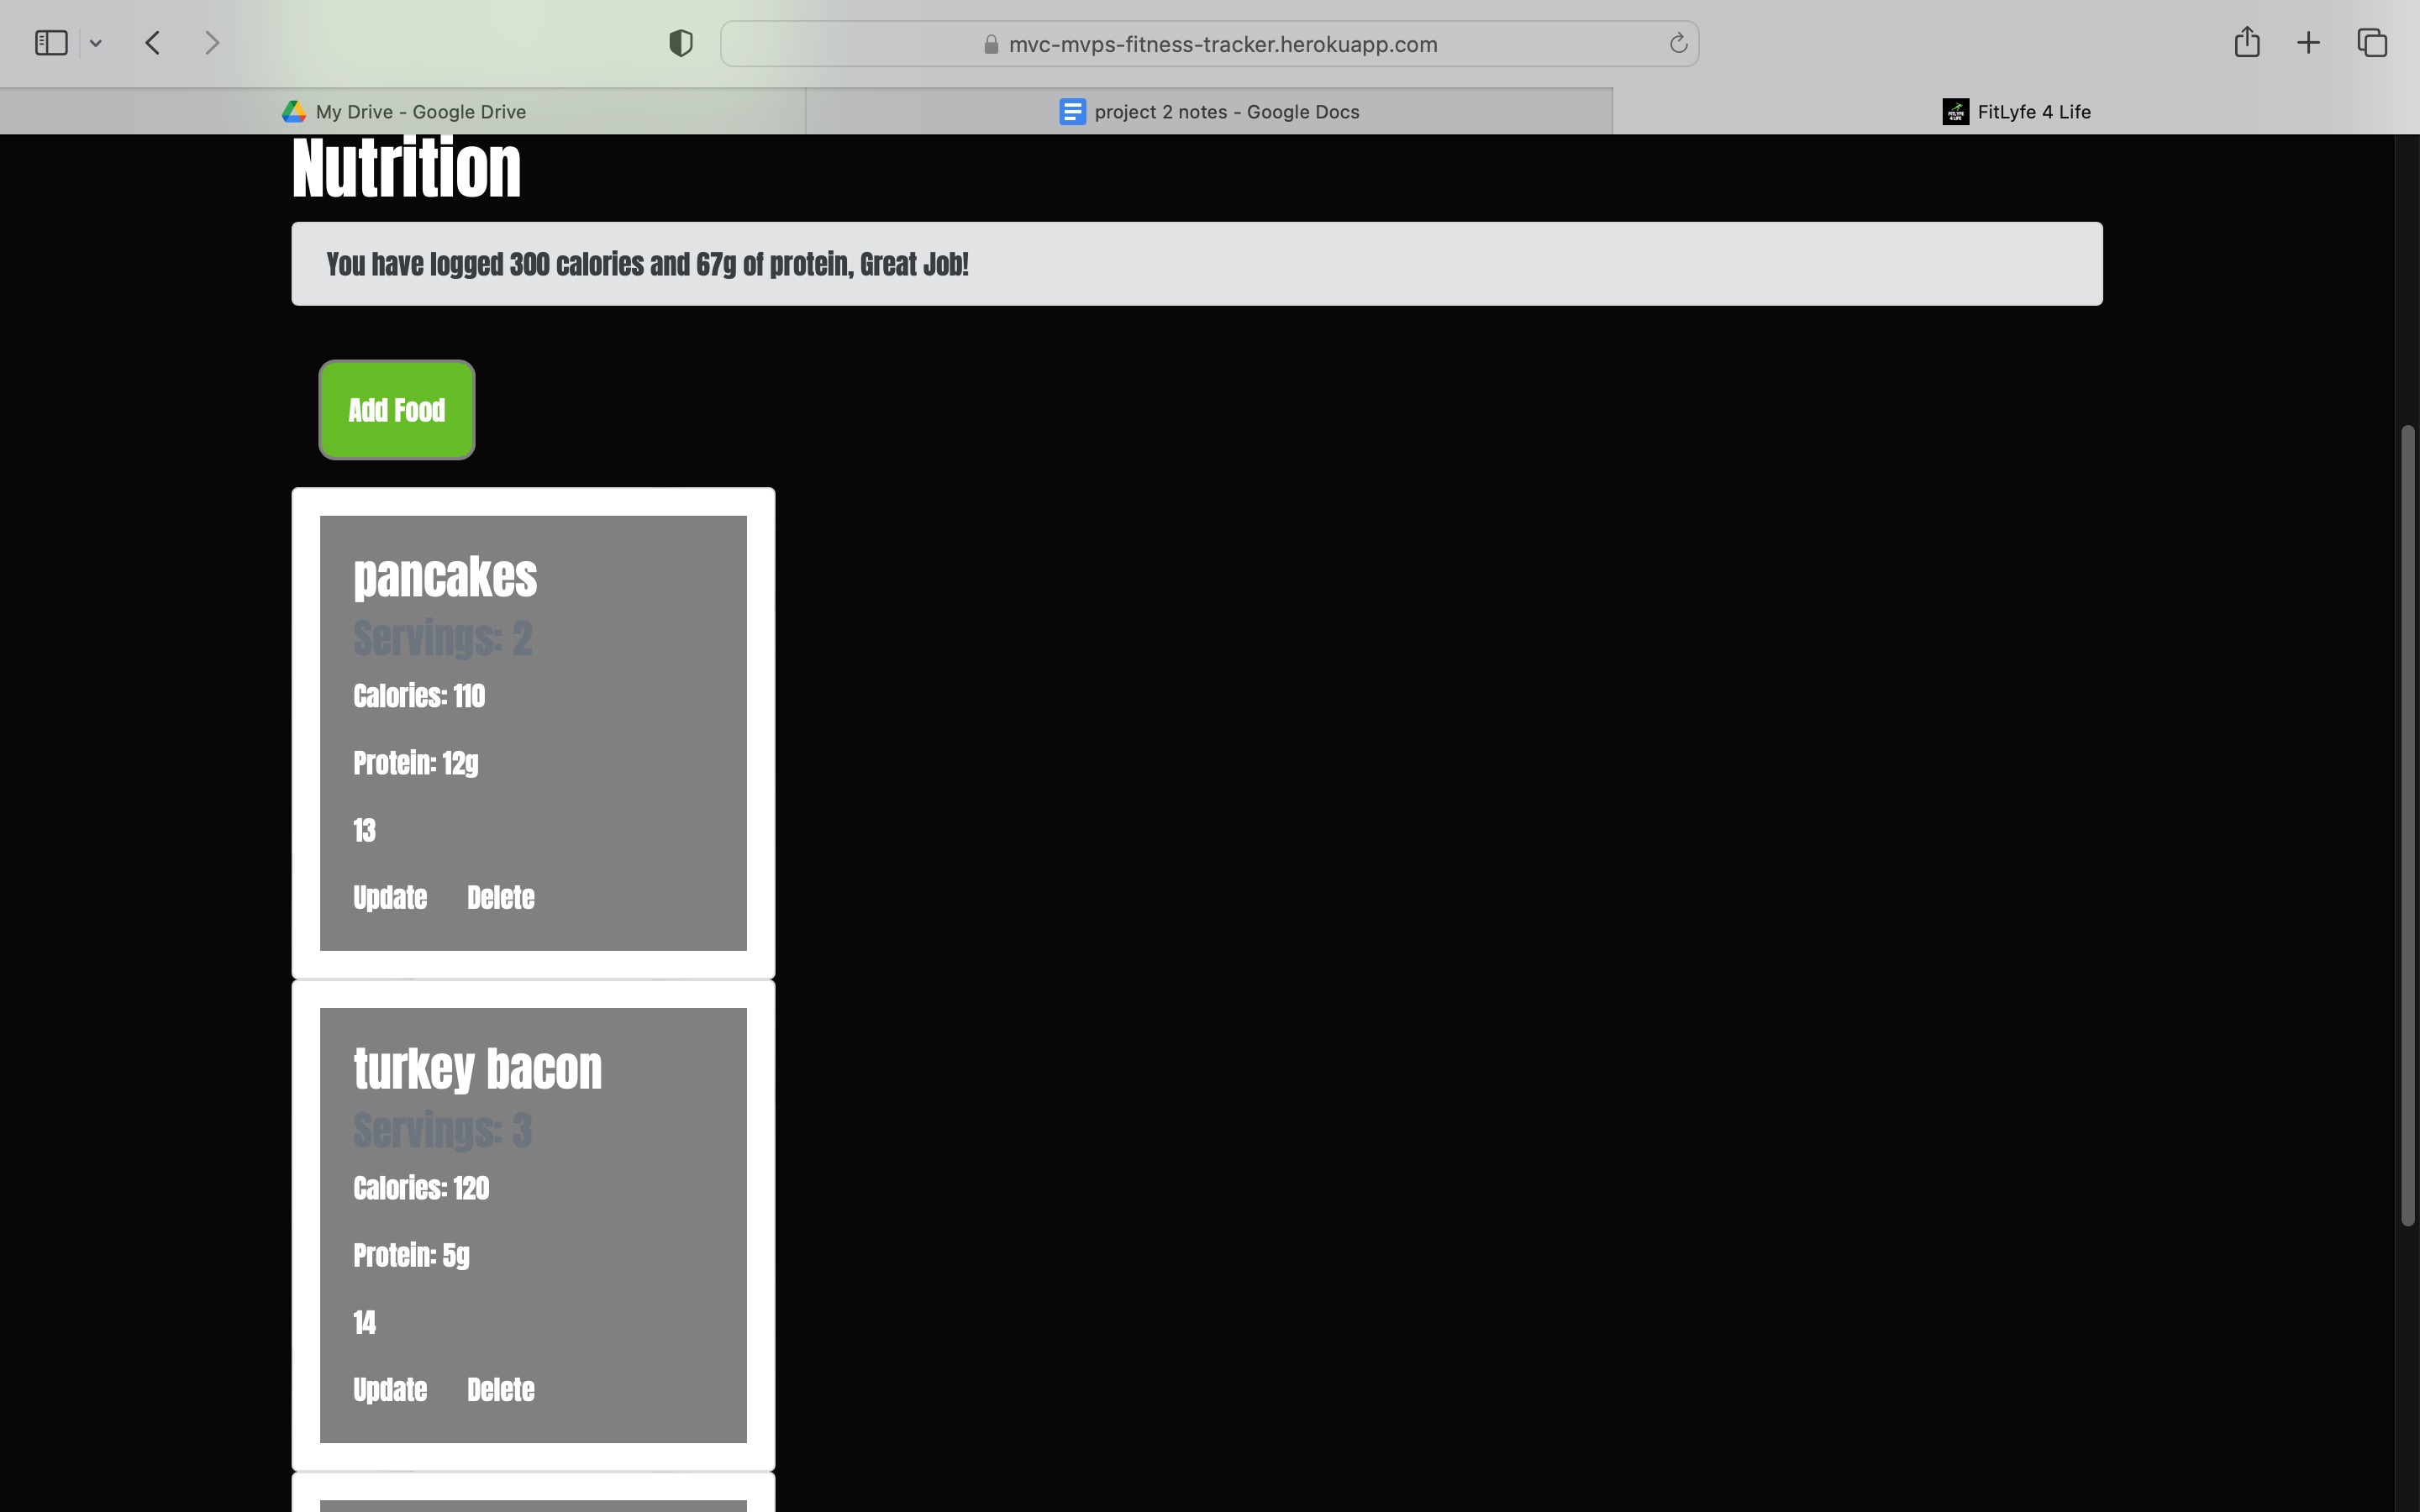 mvc-mvps-fitness-tracker.herokuapp.com
My Drive - Google Drive
project 2 notes - Google Docs
FitLyfe 4 Life
Nutrition
You have logged 300 calories and 67g of protein, Great Job!
Add Food
pancakes
Servings: 2
Calories: 110
Protein: 12g
13
Update Delete
turkey bacon
Servings: 3
Calories: 120
Protein: 5g
14
Update Delete